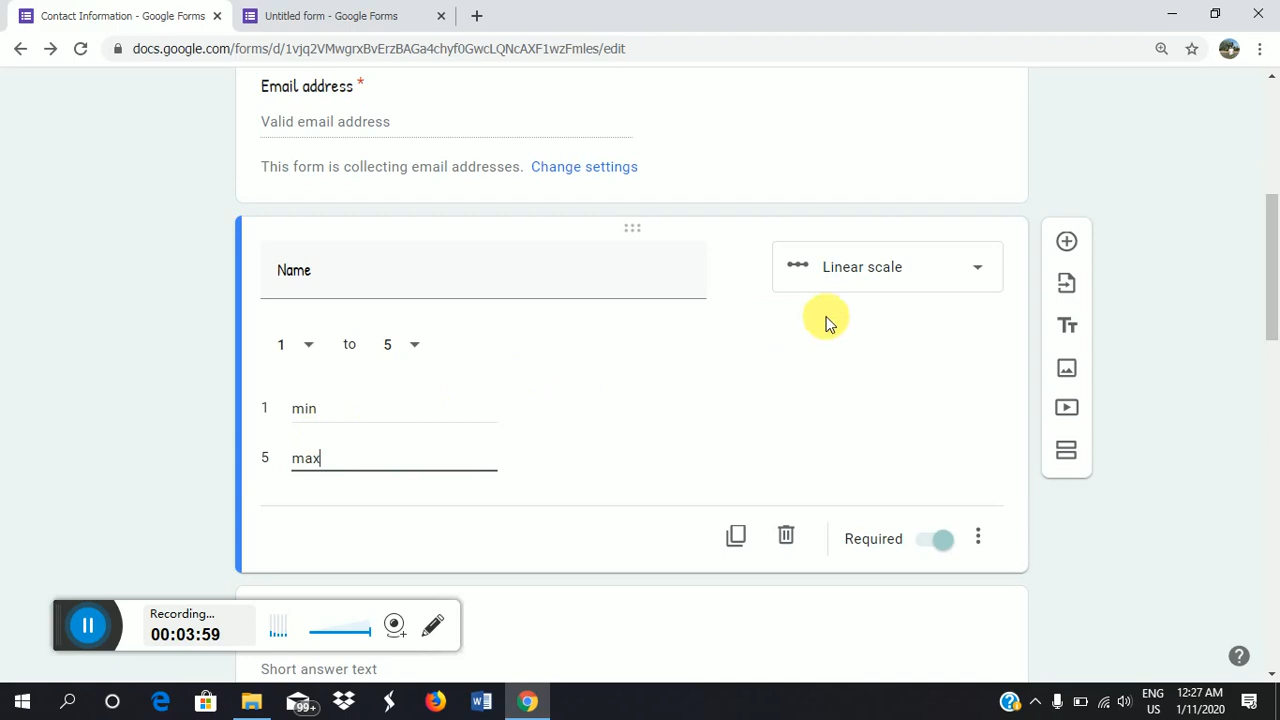 Contact Information - Google Forms
Untitled form - Google Forms
docs.google.com/forms/d/1vjq2VMwgrxBvErzBAGa4chyf0GwcLQNcAXF1wzFmles/edit
Email address *
Valid email address
This form is collecting email addresses. Change settings
Name
Linear scale
1 to 5
1 min
5 max
Required
Recording...
00:03:59
Short answer text
99+
ENG
US
12:27 AM
1/11/2020